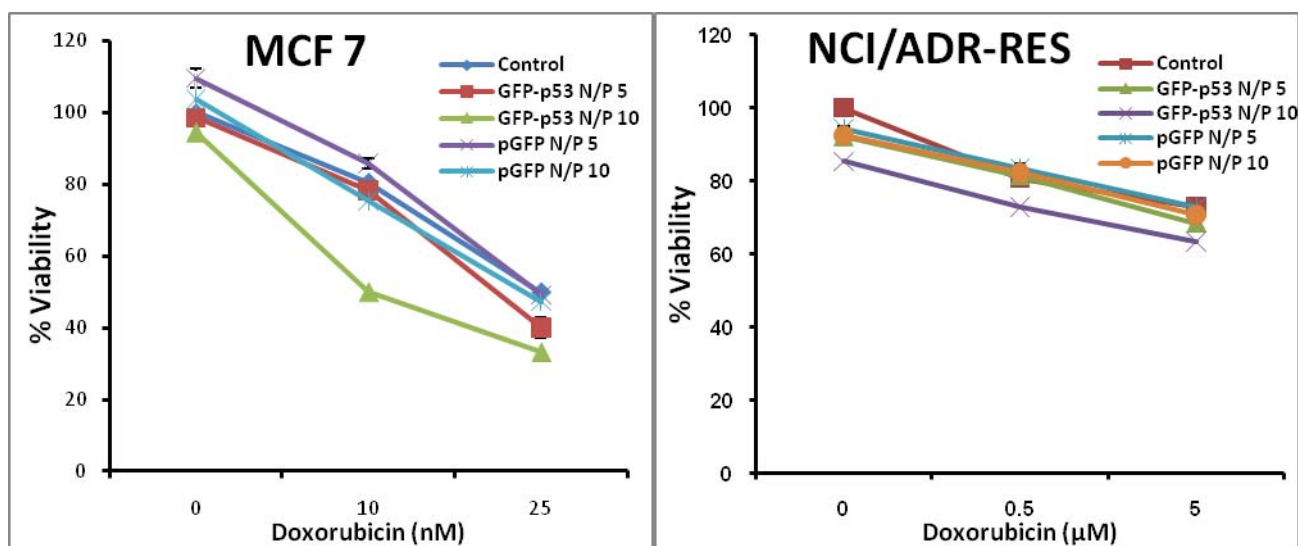 MCF 7
120
100
80
60
40
20
0
% Viability
Control
GFP-p53 N/P 5
GFP-p53 N/P 10
pGFP N/P 5
pGFP N/P 10
0 10 25
Doxorubicin (nM)
NCI/ADR-RES
120
100
80
60
40
20
0
% Viability
Control
GFP-p53 N/P 5
GFP-p53 N/P 10
pGFP N/P 5
pGFP N/P 10
0 0.5 5
Doxorubicin (µM)